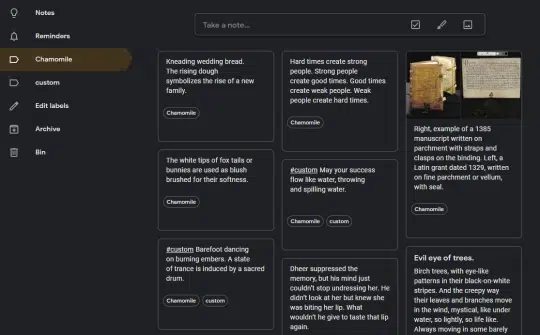 Notes
Reminders
Chamomile
custom
Edit labels
Archive
Bin
Take a note…
Kneading wedding bread.
The rising dough
symbolizes the rise of a new
family.
Chamomile
The white tips of fox tails or
bunnies are used as blush
brushed for their softness.
Chamomile
#custom Barefoot dancing
on burning embers. A state
of trance is induced by a sacred
drum.
Chamomile custom
Hard times create strong
people. Strong people
create good times. Good times
create weak people. Weak
people create hard times.
Chamomile
#custom May your success
flow like water, throwing
and spilling water.
Chamomile custom
Dheer suppressed the
memory, but his mind just
couldn't stop undressing her. He
didn't look at her but knew she
was biting her lip. What
wouldn't he give to taste that lip
again.
Right, example of a 1385
manuscript written on
parchment with straps and
clasps on the binding. Left, a
Latin grant dated 1329, written
on fine parchment or vellum,
with seal.
Chamomile
Evil eye of trees.
Birch trees, with eye-like
patterns in their black-on-white
stripes. And the creepy way
their leaves and branches move
in the wind, mystical, like under
water, so lightly, so life like.
Always moving in some barely